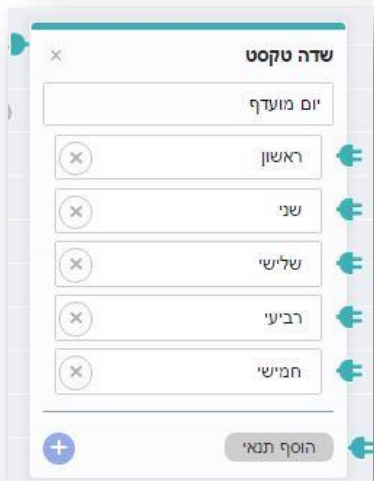 שדה טקסט
יום מועדף
ראשון
שני
שלישי
רביעי
חמישי
הוסף תנאי